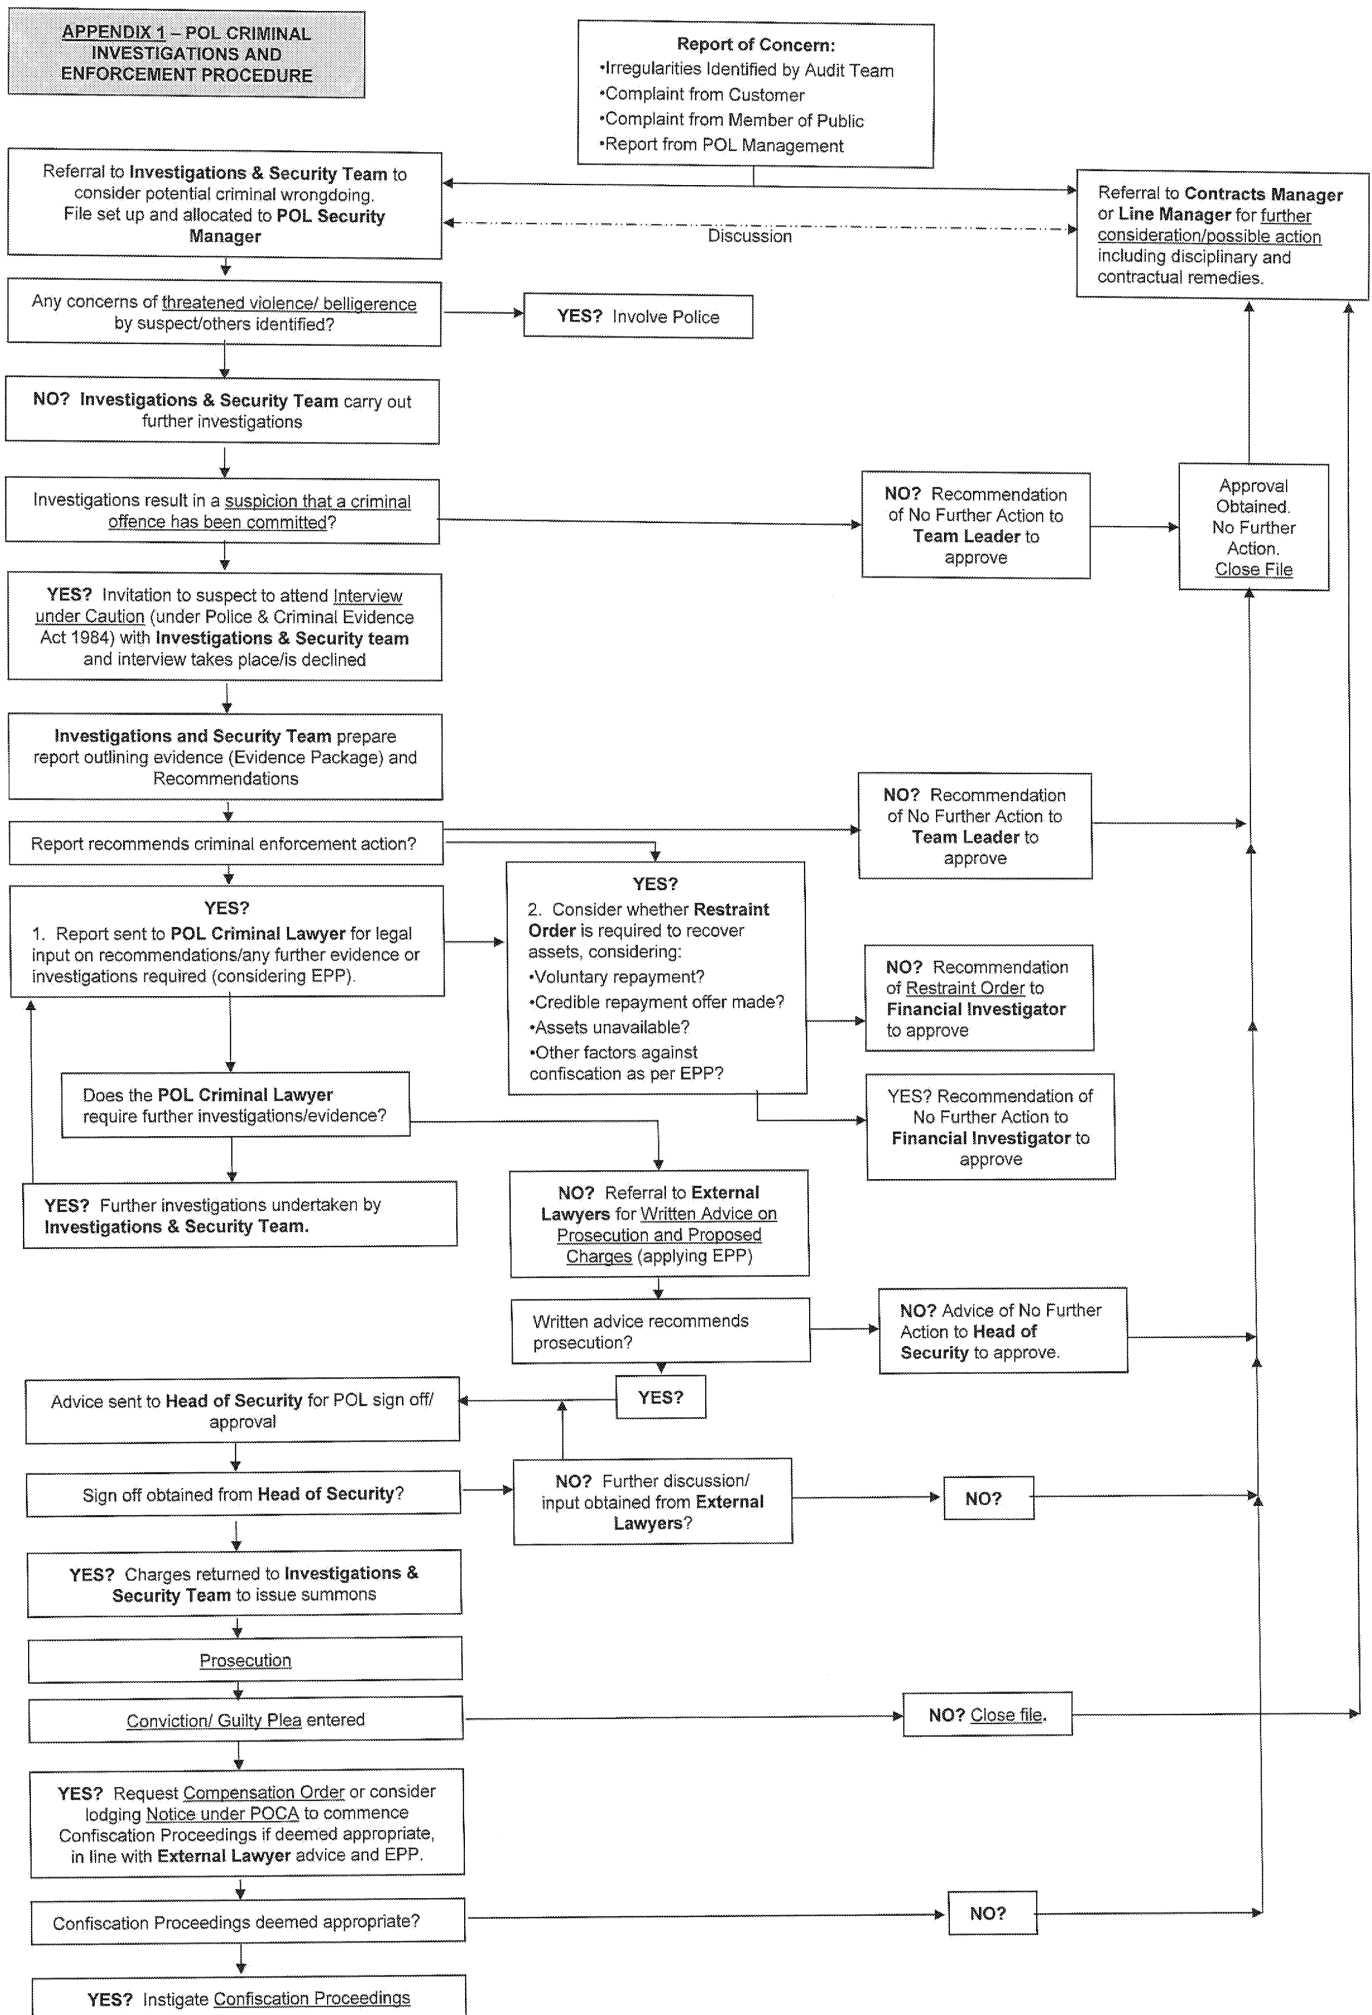 APPENDIX 1 – POL CRIMINAL
INVESTIGATIONS AND
ENFORCEMENT PROCEDURE
Report of Concern:
•Irregularities Identified by Audit Team
•Complaint from Customer
•Complaint from Member of Public
•Report from POL Management
Referral to Investigations & Security Team to
consider potential criminal wrongdoing.
File set up and allocated to POL Security
Manager
Discussion
Referral to Contracts Manager
or Line Manager for further
consideration/possible action
including disciplinary and
contractual remedies.
Any concerns of threatened violence/ belligerence
by suspect/others identified?
YES? Involve Police
NO? Investigations & Security Team carry out
further investigations
Investigations result in a suspicion that a criminal
offence has been committed?
NO? Recommendation
of No Further Action to
Team Leader to
approve
Approval
Obtained.
No Further
Action.
Close File
YES? Invitation to suspect to attend Interview
under Caution (under Police & Criminal Evidence
Act 1984) with Investigations & Security team
and interview takes place/is declined
Investigations and Security Team prepare
report outlining evidence (Evidence Package) and
Recommendations
Report recommends criminal enforcement action?
NO? Recommendation
of No Further Action to
Team Leader to
approve
YES?
1. Report sent to POL Criminal Lawyer for legal
input on recommendations/any further evidence or
investigations required (considering EPP).
YES?
2. Consider whether Restraint
Order is required to recover
assets, considering:
•Voluntary repayment?
•Credible repayment offer made?
•Assets unavailable?
•Other factors against
confiscation as per EPP?
NO? Recommendation
of Restraint Order to
Financial Investigator
to approve
YES? Recommendation of
No Further Action to
Financial Investigator to
approve
Does the POL Criminal Lawyer
require further investigations/evidence?
YES? Further investigations undertaken by
Investigations & Security Team.
NO? Referral to External
Lawyers for Written Advice on
Prosecution and Proposed
Charges (applying EPP)
Written advice recommends
prosecution?
NO? Advice of No Further
Action to Head of
Security to approve.
YES?
Advice sent to Head of Security for POL sign off/
approval
Sign off obtained from Head of Security?
NO? Further discussion/
input obtained from External
Lawyers?
NO?
YES? Charges returned to Investigations &
Security Team to issue summons
Prosecution
Conviction/ Guilty Plea entered
NO? Close file.
YES? Request Compensation Order or consider
lodging Notice under POCA to commence
Confiscation Proceedings if deemed appropriate,
in line with External Lawyer advice and EPP.
Confiscation Proceedings deemed appropriate?
NO?
YES? Instigate Confiscation Proceedings